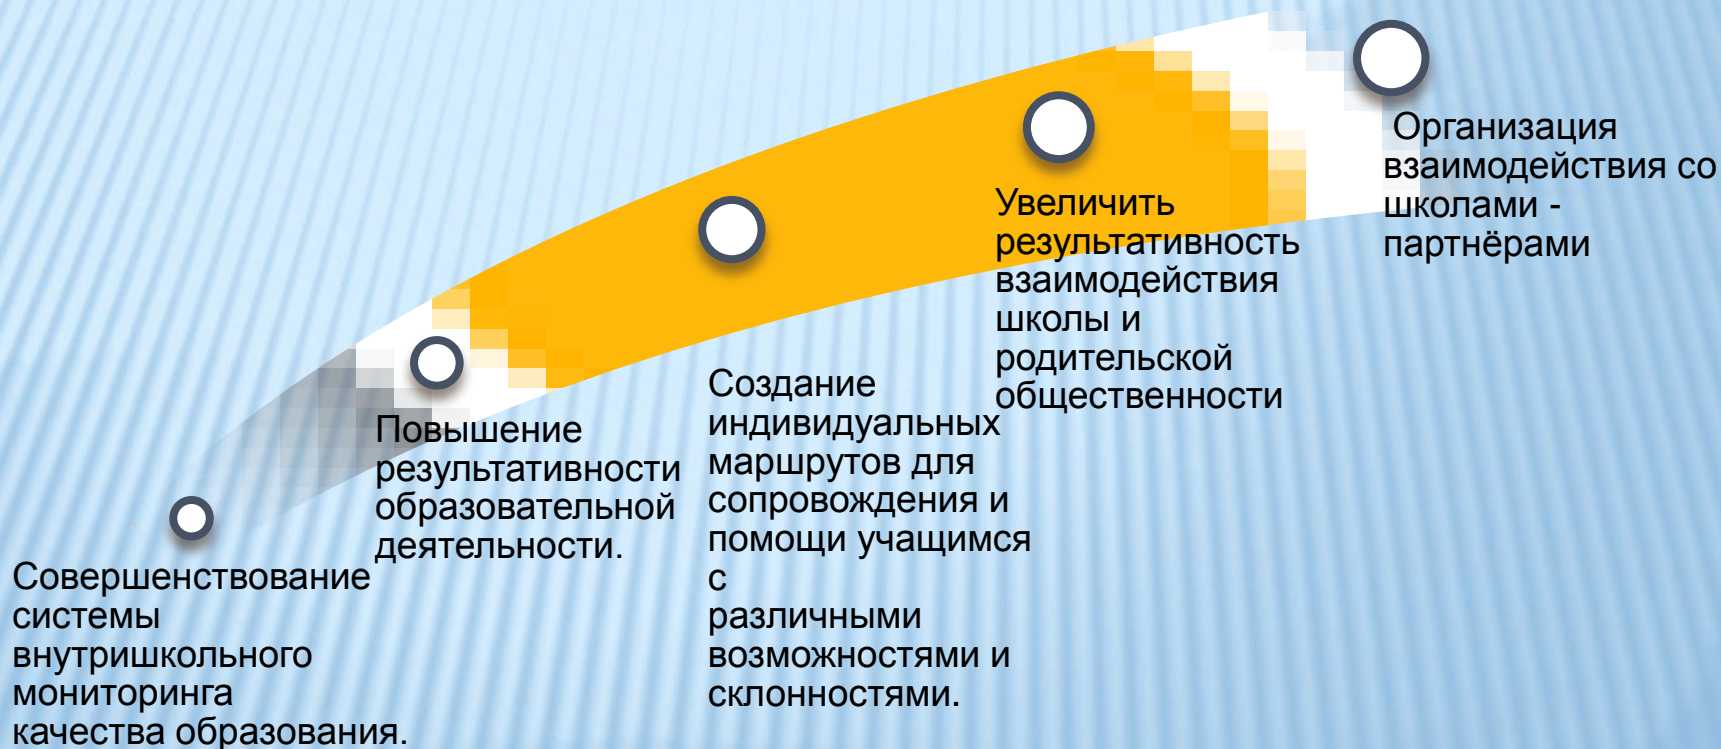 Совершенствование
системы
внутришкольного
мониторинга
качества образования.
Повышение
результативности
образовательной
деятельности.
Создание
индивидуальных
маршрутов для
сопровождения и
помощи учащимся
с
различными
возможностями и
склонностями.
Увеличить
результативность
взаимодействия
школы и
родительской
общественности
Организация
взаимодействия со
школами -
партнёрами